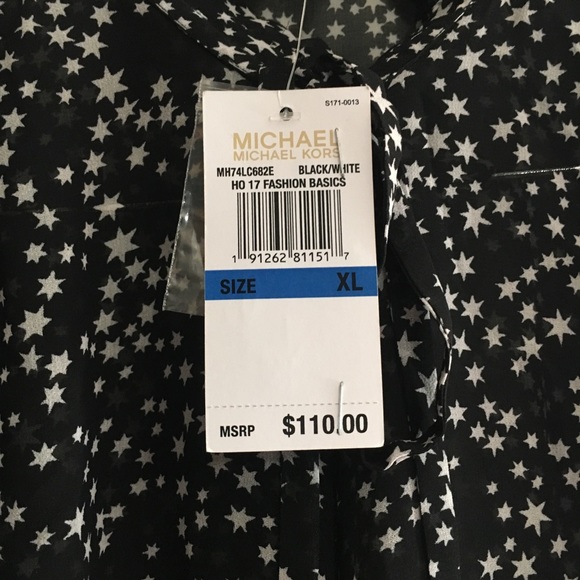 S171-0013
MICHAEL
MICHAEL KORS
MH74LC682E BLACK/WHITE
HO 17 FASHION BASICS
1 91262 81151 7
SIZE XL
MSRP $110.00